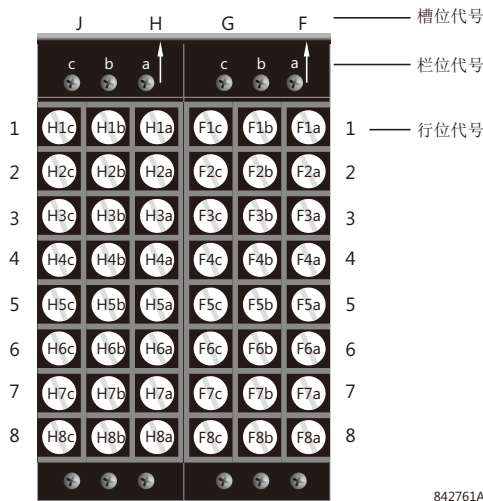 J H G F 槽位代号
c b a c b a 栏位代号
1 H1c H1b H1a F1c F1b F1a 1 行位代号
2 H2c H2b H2a F2c F2b F2a 2
3 H3c H3b H3a F3c F3b F3a 3
4 H4c H4b H4a F4c F4b F4a 4
5 H5c H5b H5a F5c F5b F5a 5
6 H6c H6b H6a F6c F6b F6a 6
7 H7c H7b H7a F7c F7b F7a 7
8 H8c H8b H8a F8c F8b F8a 8
842761A